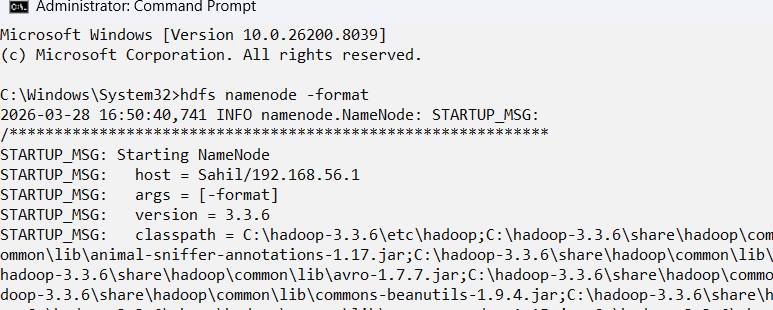 Administrator: Command Prompt
Microsoft Windows [Version 10.0.26200.8039]
(c) Microsoft Corporation. All rights reserved.
C:\Windows\System32>hdfs namenode -format
2026-03-28 16:50:40,741 INFO namenode.NameNode: STARTUP_MSG:
/************************************************************
STARTUP_MSG: Starting NameNode
STARTUP_MSG:   host = Sahil/192.168.56.1
STARTUP_MSG:   args = [-format]
STARTUP_MSG:   version = 3.3.6
STARTUP_MSG:   classpath = C:\hadoop-3.3.6\etc\hadoop;C:\hadoop-3.3.6\share\hadoop\com
ommon\lib\animal-sniffer-annotations-1.17.jar;C:\hadoop-3.3.6\share\hadoop\common\lib\
hadoop-3.3.6\share\hadoop\common\lib\avro-1.7.7.jar;C:\hadoop-3.3.6\share\hadoop\commo
doop-3.3.6\share\hadoop\common\lib\commons-beanutils-1.9.4.jar;C:\hadoop-3.3.6\share\h